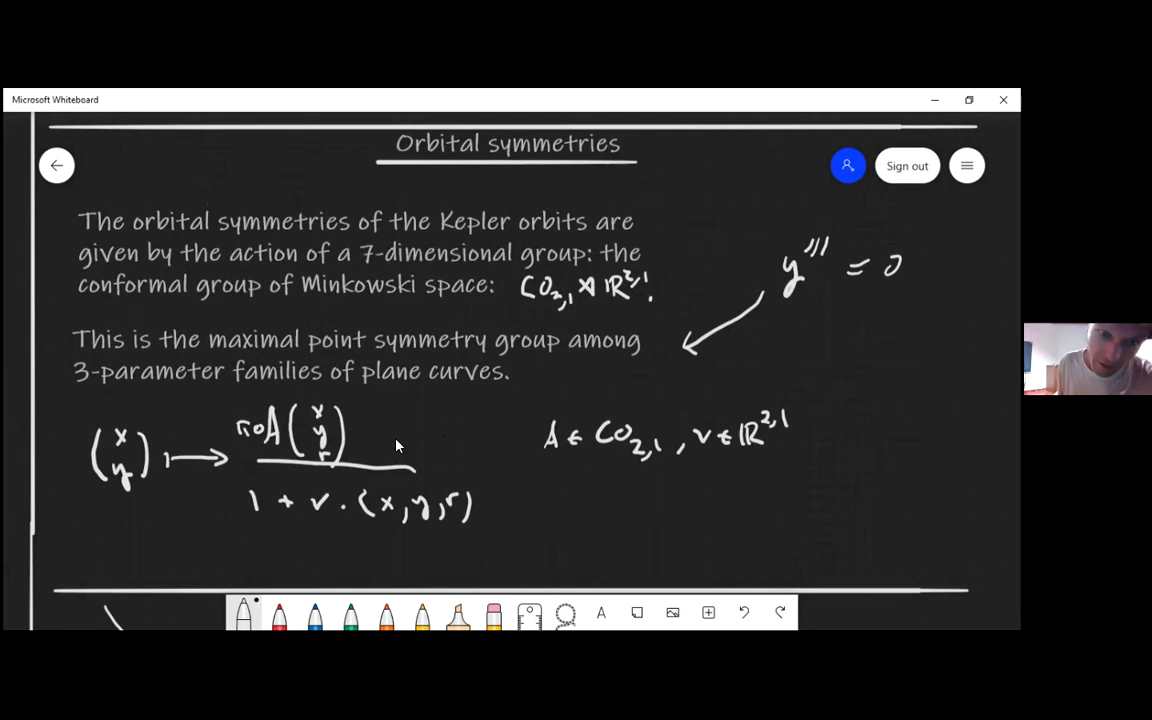 Microsoft Whiteboard
Orbital symmetries
Sign out
The orbital symmetries of the Kepler orbits are
given by the action of a 7-dimensional group: the
conformal group of Minkowski space: CO₂,₁ ⋊ ℝ²,¹.
y''' = 0
This is the maximal point symmetry group among
3-parameter families of plane curves.
(x y) ↦ π∘A(x y r) / 1 + v · (x, y, r)
A ∈ CO₂,₁, v ∈ ℝ²,¹